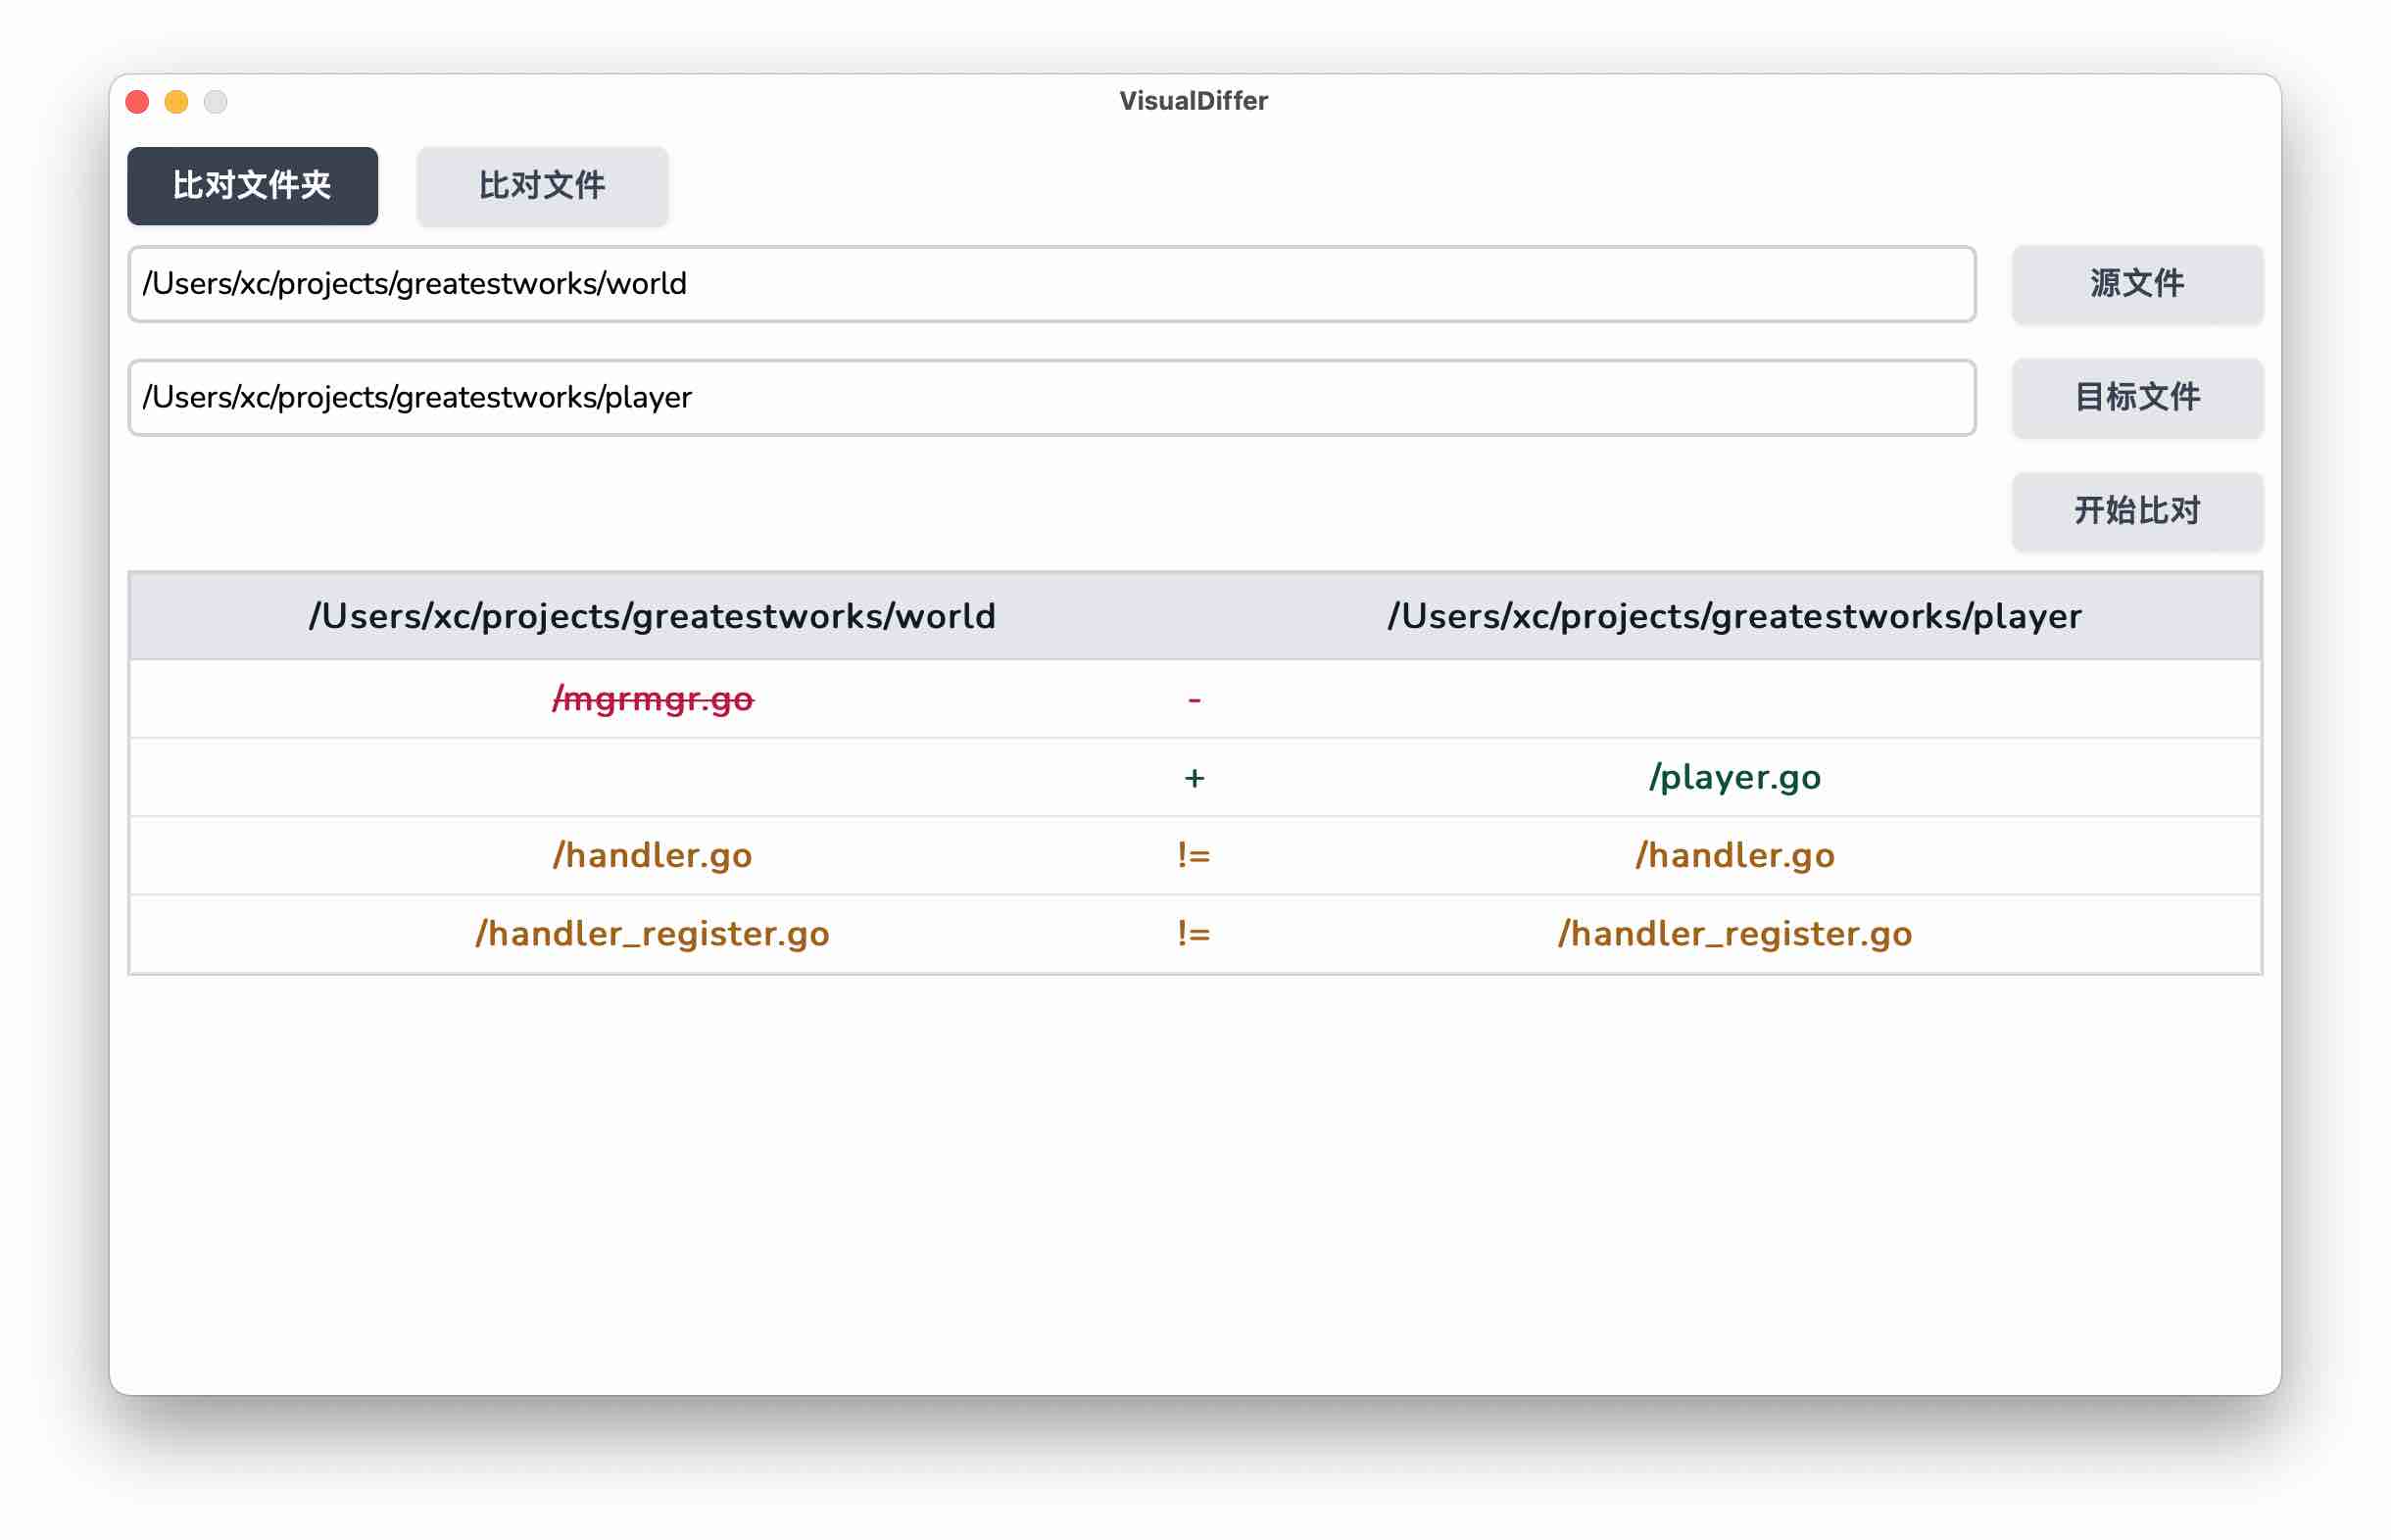 VisualDiffer
比对文件夹 比对文件
/Users/xc/projects/greatestworks/world 源文件
/Users/xc/projects/greatestworks/player 目标文件
开始比对
/Users/xc/projects/greatestworks/world /Users/xc/projects/greatestworks/player
/mgrmgr.go -
+ /player.go
/handler.go != /handler.go
/handler_register.go != /handler_register.go